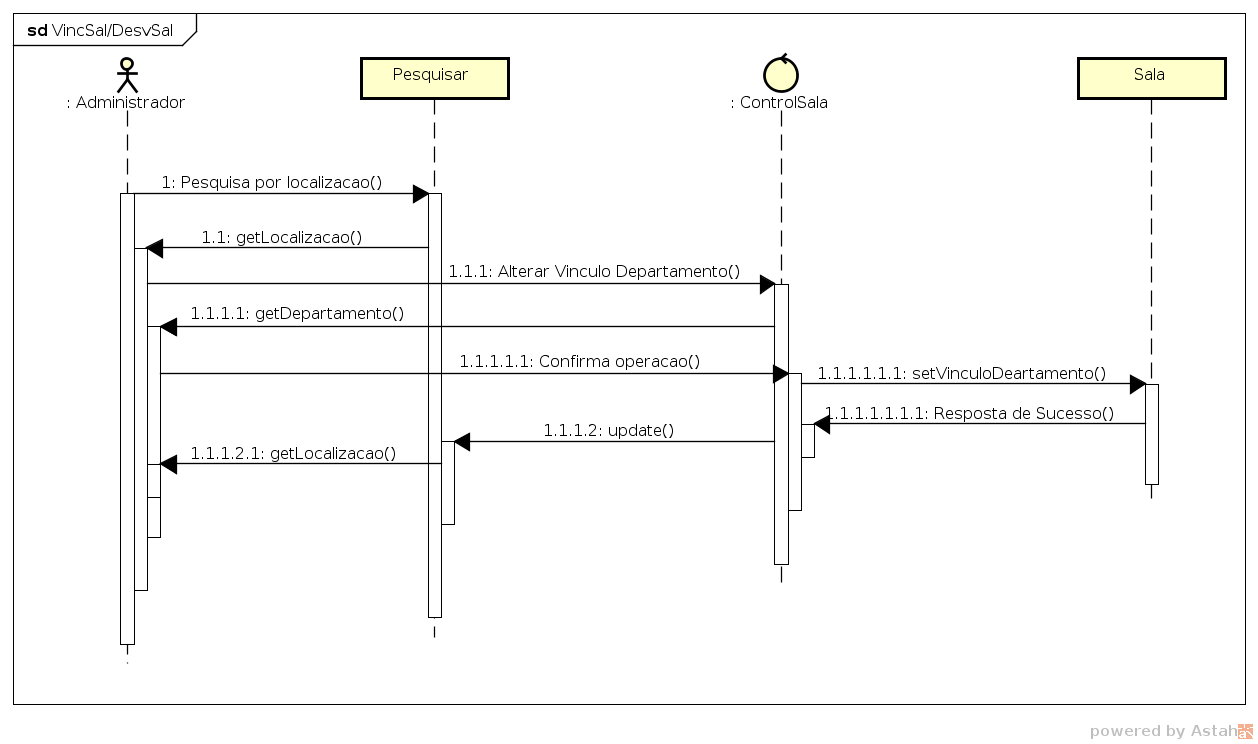 sd VincSal/DesvSal
: Administrador
Pesquisar
: ControlSala
Sala
1: Pesquisa por localizacao()
1.1: getLocalizacao()
1.1.1: Alterar Vinculo Departamento()
1.1.1.1: getDepartamento()
1.1.1.1.1: Confirma operacao()
1.1.1.1.1.1: setVinculoDeartamento()
1.1.1.1.1.1.1: Resposta de Sucesso()
1.1.1.2: update()
1.1.1.2.1: getLocalizacao()
powered by Astah